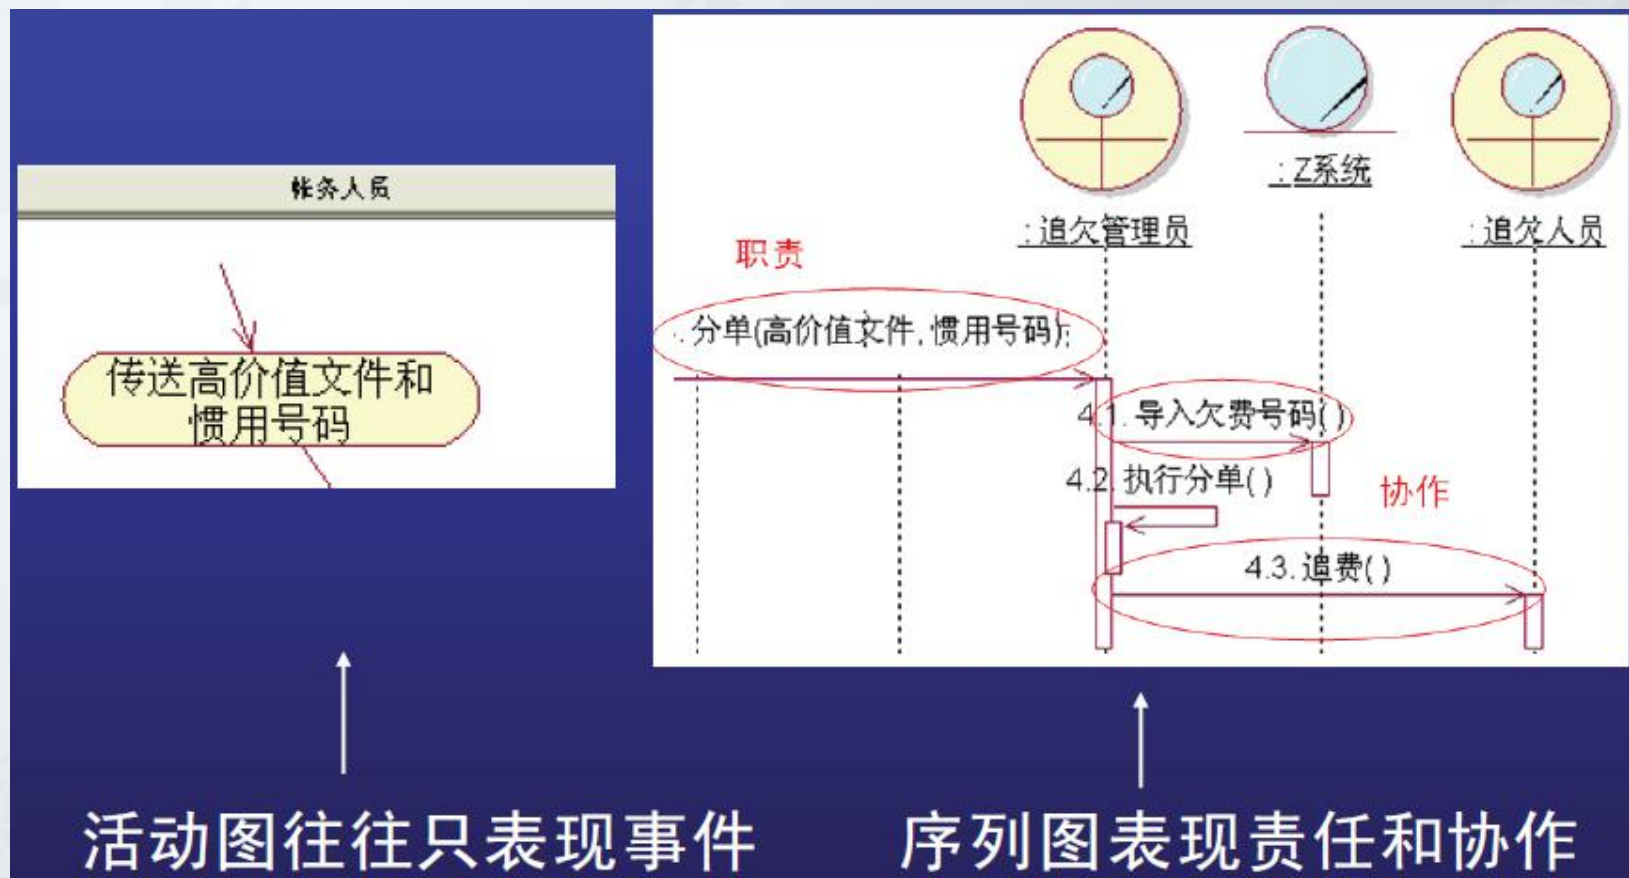 帐务人员
传送高价值文件和
惯用号码
:追欠管理员
:Z系统
:追欠人员
职责
. 分单(高价值文件, 惯用号码)
4.1. 导入欠费号码( )
4.2. 执行分单( )
协作
4.3. 追费( )
活动图往往只表现事件
序列图表现责任和协作